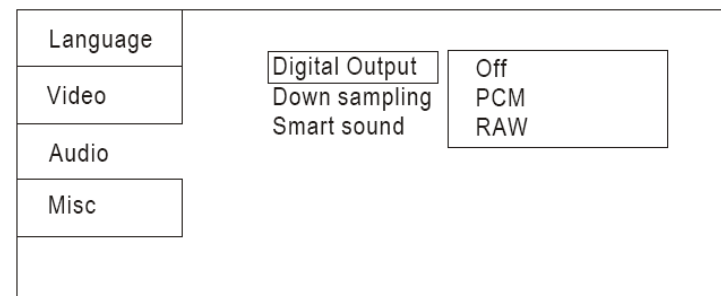 Language
Video
Audio
Misc
Digital Output
Down sampling
Smart sound
Off
PCM
RAW